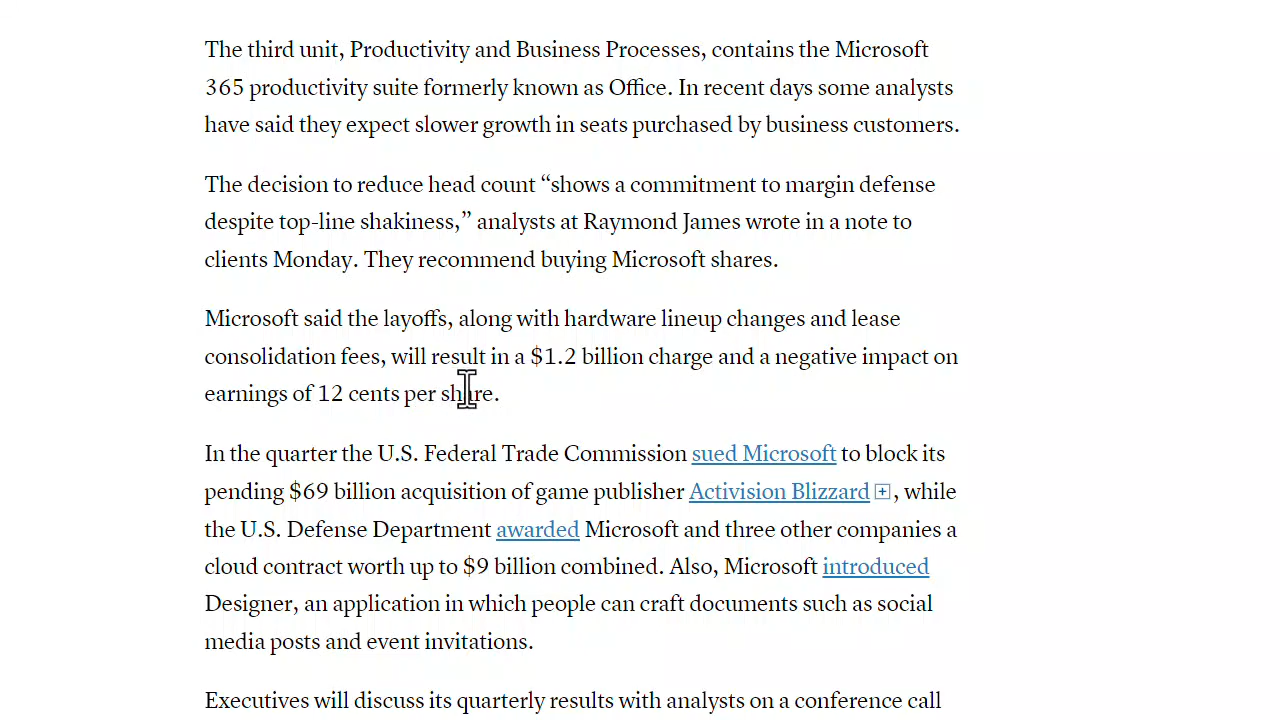 The third unit, Productivity and Business Processes, contains the Microsoft
365 productivity suite formerly known as Office. In recent days some analysts
have said they expect slower growth in seats purchased by business customers.
The decision to reduce head count “shows a commitment to margin defense
despite top-line shakiness,” analysts at Raymond James wrote in a note to
clients Monday. They recommend buying Microsoft shares.
Microsoft said the layoffs, along with hardware lineup changes and lease
consolidation fees, will result in a $1.2 billion charge and a negative impact on
earnings of 12 cents per share.
In the quarter the U.S. Federal Trade Commission sued Microsoft to block its
pending $69 billion acquisition of game publisher Activision Blizzard, while
the U.S. Defense Department awarded Microsoft and three other companies a
cloud contract worth up to $9 billion combined. Also, Microsoft introduced
Designer, an application in which people can craft documents such as social
media posts and event invitations.
Executives will discuss its quarterly results with analysts on a conference call